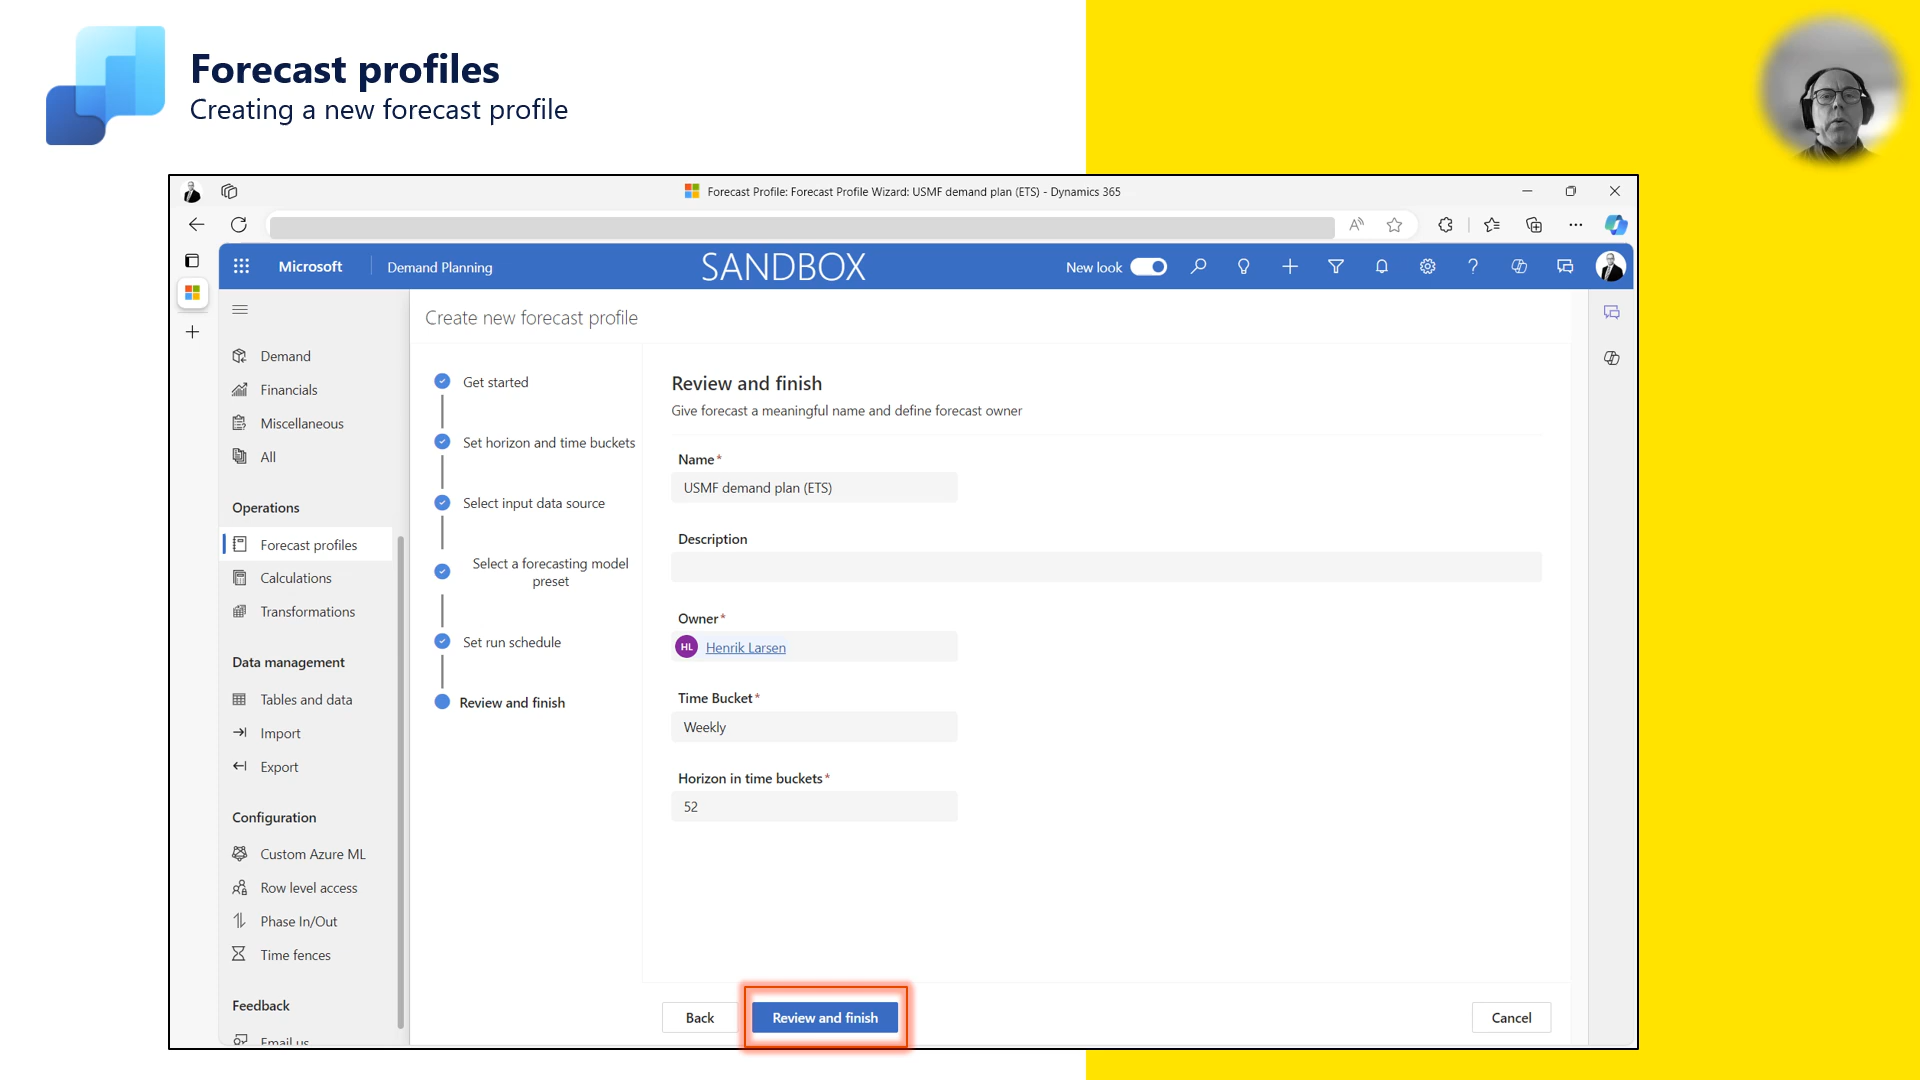 Forecast profiles
Creating a new forecast profile
Forecast Profile: Forecast Profile Wizard: USMF demand plan (ETS) - Dynamics 365
Microsoft
Demand Planning
SANDBOX
New look
Create new forecast profile
Demand
Financials
Miscellaneous
All
Operations
Forecast profiles
Calculations
Transformations
Data management
Tables and data
Import
Export
Configuration
Custom Azure ML
Row level access
Phase In/Out
Time fences
Feedback
Email us
Get started
Set horizon and time buckets
Select input data source
Select a forecasting model
preset
Set run schedule
Review and finish
Review and finish
Give forecast a meaningful name and define forecast owner
Name*
USMF demand plan (ETS)
Description
Owner*
HL
Henrik Larsen
Time Bucket*
Weekly
Horizon in time buckets*
52
Back
Review and finish
Cancel